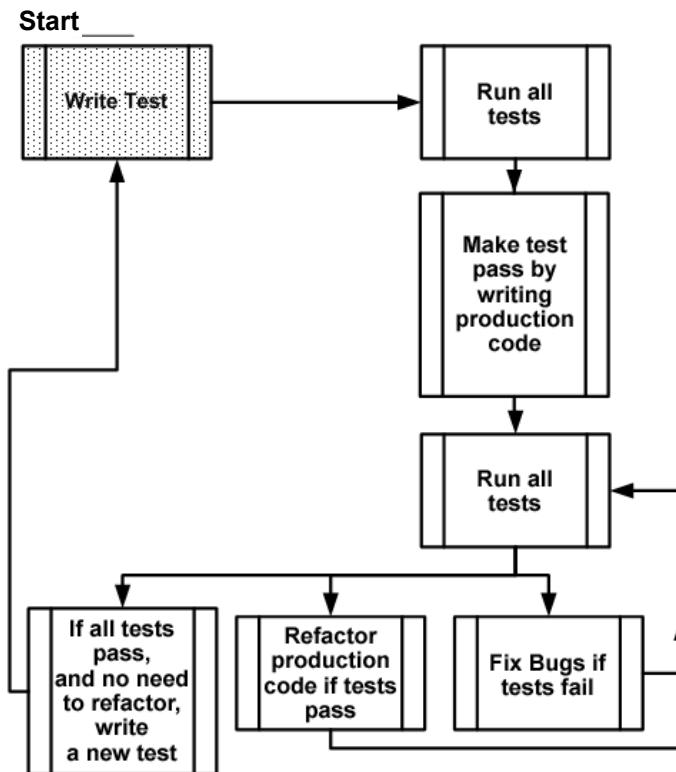 Start
Write Test
Run all
tests
Make test
pass by
writing
production
code
Run all
tests
If all tests
pass,
and no need
to refactor,
write
a new test
Refactor
production
code if tests
pass
Fix Bugs if
tests fail